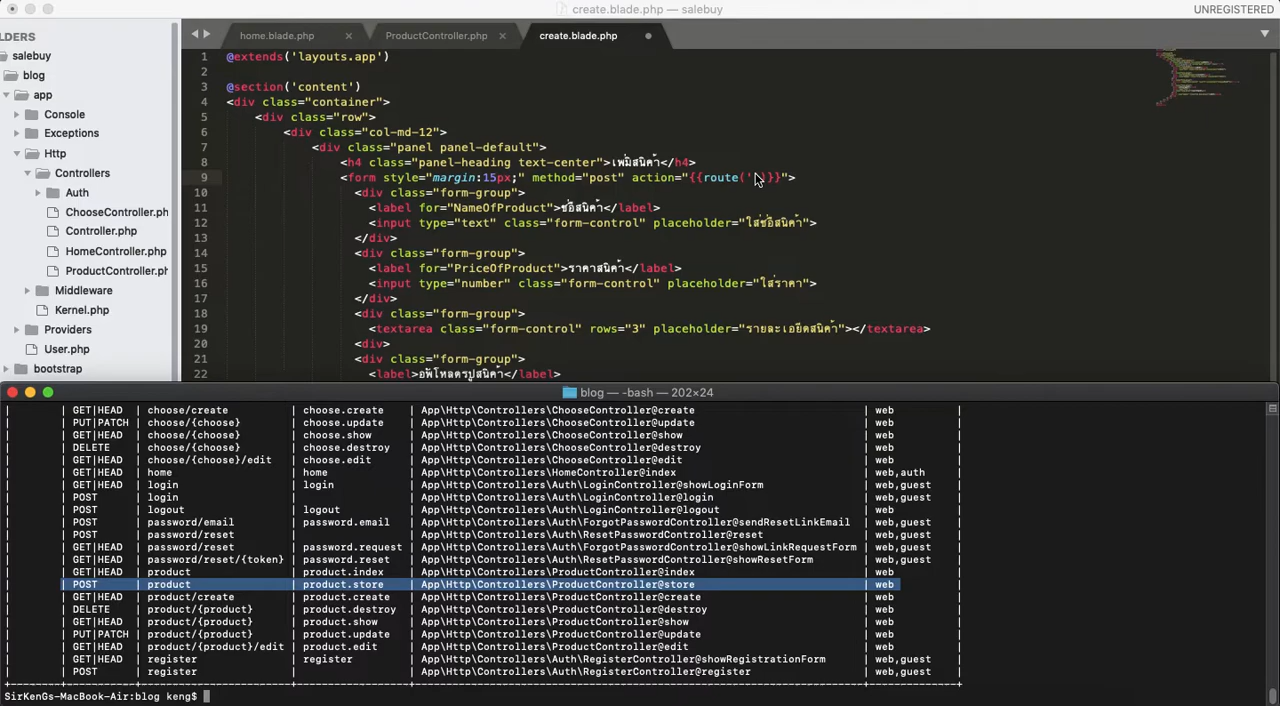 create.blade.php — salebuy
UNREGISTERED
LDERS
salebuy
blog
app
Console
Exceptions
Http
Controllers
Auth
ChooseController.ph
Controller.php
HomeController.php
ProductController.ph
Middleware
Kernel.php
Providers
User.php
bootstrap
home.blade.php
ProductController.php
create.blade.php
1 @extends('layouts.app')
2
3 @section('content')
4 <div class="container">
5 <div class="row">
6 <div class="col-md-12">
7 <div class="panel panel-default">
8 <h4 class="panel-heading text-center">เพิ่มสินค้า</h4>
9 <form style="margin:15px;" method="post" action="{{route('')}}">
10 <div class="form-group">
11 <label for="NameOfProduct">ชื่อสินค้า</label>
12 <input type="text" class="form-control" placeholder="ใส่ชื่อสินค้า">
13 </div>
14 <div class="form-group">
15 <label for="PriceOfProduct">ราคาสินค้า</label>
16 <input type="number" class="form-control" placeholder="ใส่ราคา">
17 </div>
18 <div class="form-group">
19 <textarea class="form-control" rows="3" placeholder="รายละเอียดสินค้า"></textarea>
20 <div>
21 <div class="form-group">
22 <label>อัพโหลดรูปสินค้า</label>
blog — -bash — 202×24
| | GET|HEAD | choose/create | choose.create | App\Http\Controllers\ChooseController@create | web |
| | PUT|PATCH | choose/{choose} | choose.update | App\Http\Controllers\ChooseController@update | web |
| | GET|HEAD | choose/{choose} | choose.show | App\Http\Controllers\ChooseController@show | web |
| | DELETE | choose/{choose} | choose.destroy | App\Http\Controllers\ChooseController@destroy | web |
| | GET|HEAD | choose/{choose}/edit | choose.edit | App\Http\Controllers\ChooseController@edit | web |
| | GET|HEAD | home | home | App\Http\Controllers\HomeController@index | web,auth |
| | GET|HEAD | login | login | App\Http\Controllers\Auth\LoginController@showLoginForm | web,guest |
| | POST | login | | App\Http\Controllers\Auth\LoginController@login | web,guest |
| | POST | logout | logout | App\Http\Controllers\Auth\LoginController@logout | web |
| | POST | password/email | password.email | App\Http\Controllers\Auth\ForgotPasswordController@sendResetLinkEmail | web,guest |
| | POST | password/reset | | App\Http\Controllers\Auth\ResetPasswordController@reset | web,guest |
| | GET|HEAD | password/reset | password.request | App\Http\Controllers\Auth\ForgotPasswordController@showLinkRequestForm | web,guest |
| | GET|HEAD | password/reset/{token} | password.reset | App\Http\Controllers\Auth\ResetPasswordController@showResetForm | web,guest |
| | GET|HEAD | product | product.index | App\Http\Controllers\ProductController@index | web |
| | POST | product | product.store | App\Http\Controllers\ProductController@store | web |
| | GET|HEAD | product/create | product.create | App\Http\Controllers\ProductController@create | web |
| | DELETE | product/{product} | product.destroy | App\Http\Controllers\ProductController@destroy | web |
| | GET|HEAD | product/{product} | product.show | App\Http\Controllers\ProductController@show | web |
| | PUT|PATCH | product/{product} | product.update | App\Http\Controllers\ProductController@update | web |
| | GET|HEAD | product/{product}/edit | product.edit | App\Http\Controllers\ProductController@edit | web |
| | GET|HEAD | register | register | App\Http\Controllers\Auth\RegisterController@showRegistrationForm | web,guest |
| | POST | register | | App\Http\Controllers\Auth\RegisterController@register | web,guest |
SirKenGs-MacBook-Air:blog keng$